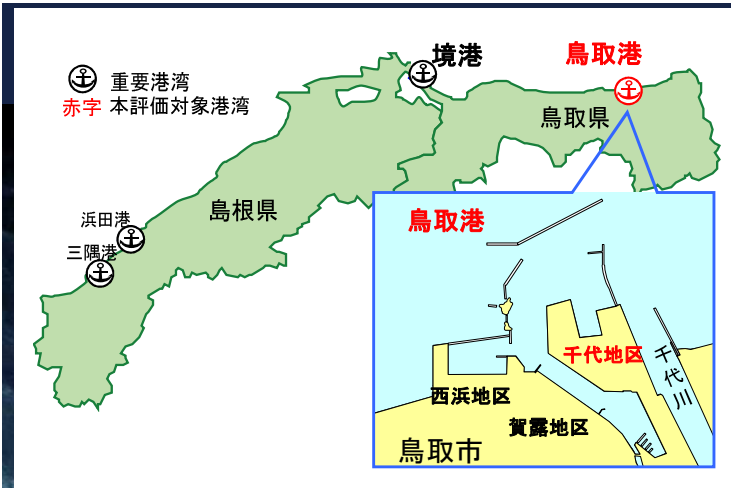 境港
鳥取港
重要港湾
赤字 本評価対象港湾
鳥取県
島根県
浜田港
三隅港
鳥取港
千代地区
千代川
西浜地区
賀露地区
鳥取市